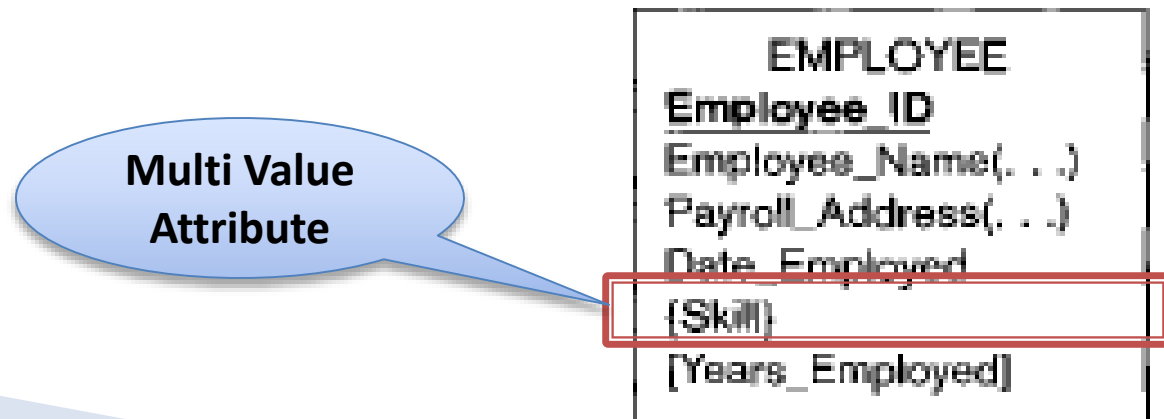 Multi Value
Attribute
EMPLOYEE
Employee_ID
Employee_Name(. . .)
Payroll_Address(. . .)
Date_Employed
{Skill}
[Years_Employed]